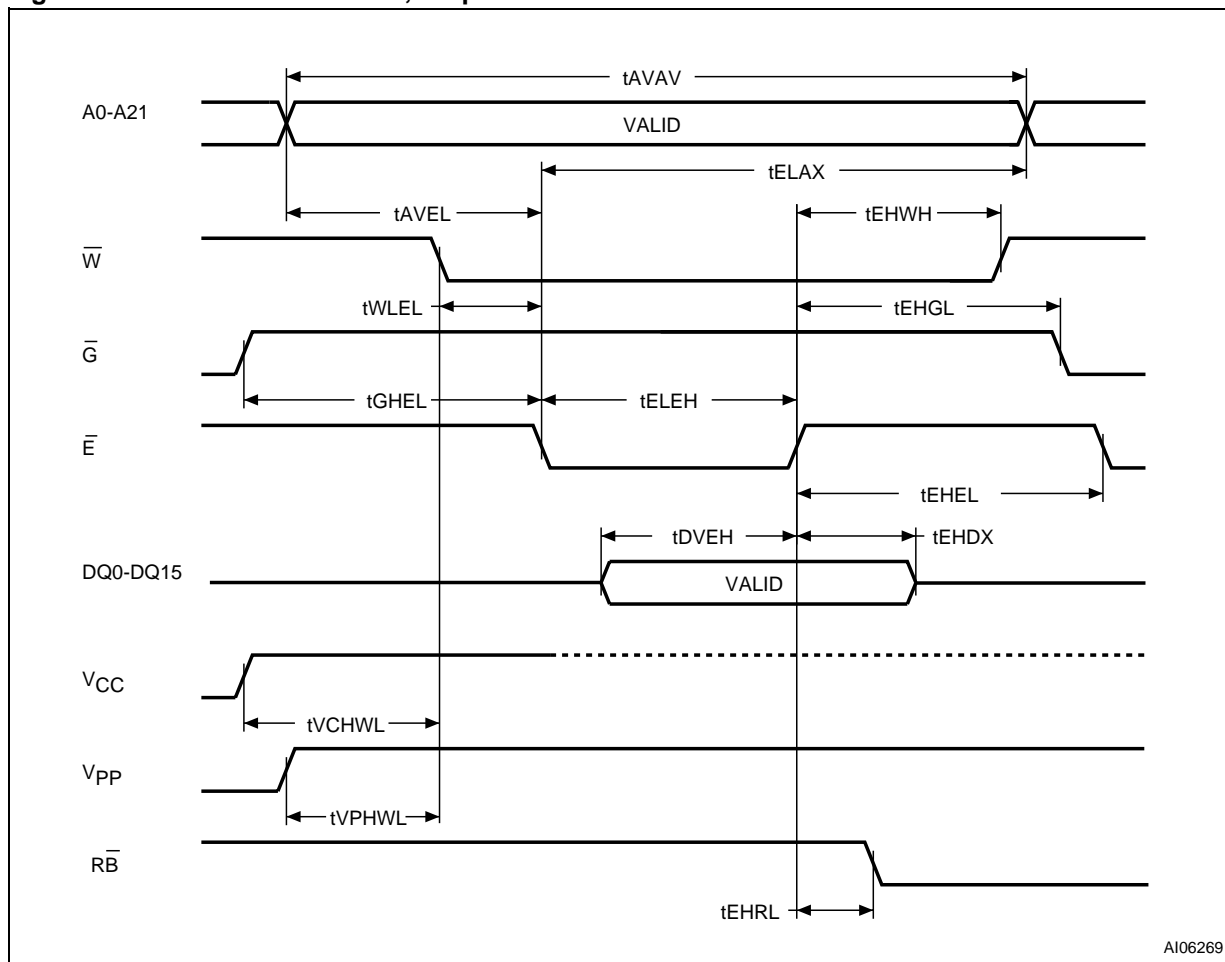 tAVAV
A0-A21
VALID
tELAX
tAVEL
tEHWH
W̅
tWLEL
tEHGL
G̅
tGHEL
tELEH
E̅
tEHEL
tDVEH
tEHDX
DQ0-DQ15
VALID
VCC
tVCHWL
VPP
tVPHWL
RB̅
tEHRL
AI06269